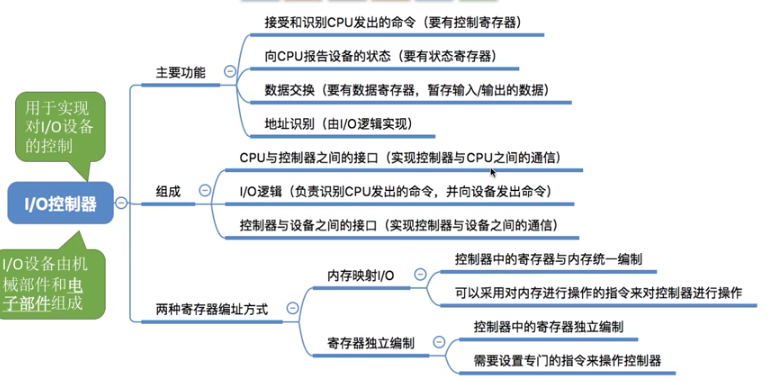 接受和识别CPU发出的命令（要有控制寄存器）
向CPU报告设备的状态（要有状态寄存器）
主要功能
数据交换（要有数据寄存器，暂存输入/输出的数据）
地址识别（由I/O逻辑实现）
用于实现
对I/O设备
的控制
CPU与控制器之间的接口（实现控制器与CPU之间的通信）
组成
I/O逻辑（负责识别CPU发出的命令，并向设备发出命令）
I/O控制器
控制器与设备之间的接口（实现控制器与设备之间的通信）
I/O设备由机
械部件和电
子部件组成
控制器中的寄存器与内存统一编制
内存映射I/O
可以采用对内存进行操作的指令来对控制器进行操作
两种寄存器编址方式
控制器中的寄存器独立编制
寄存器独立编制
需要设置专门的指令来操作控制器